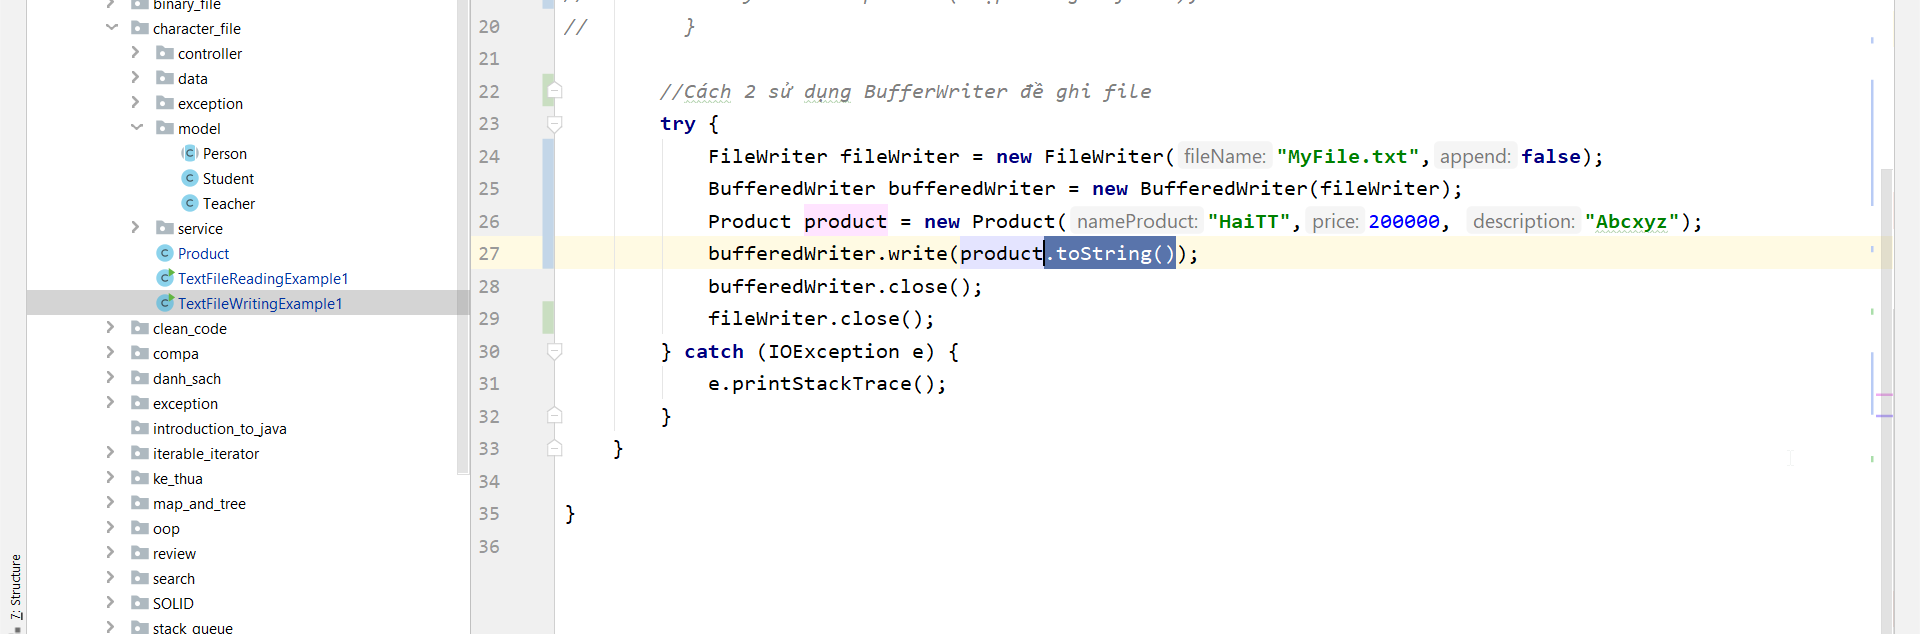 binary_file
character_file
controller
data
exception
model
Person
Student
Teacher
service
Product
TextFileReadingExample1
TextFileWritingExample1
clean_code
compa
danh_sach
exception
introduction_to_java
iterable_iterator
ke_thua
map_and_tree
oop
review
search
SOLID
stack_queue
7: Structure
20 // }
21
22 //Cách 2 sử dụng BufferWriter đề ghi file
23 try {
24 FileWriter fileWriter = new FileWriter( fileName: "MyFile.txt", append: false);
25 BufferedWriter bufferedWriter = new BufferedWriter(fileWriter);
26 Product product = new Product( nameProduct: "HaiTT", price: 200000, description: "Abcxyz");
27 bufferedWriter.write(product.toString());
28 bufferedWriter.close();
29 fileWriter.close();
30 } catch (IOException e) {
31 e.printStackTrace();
32 }
33 }
34
35 }
36